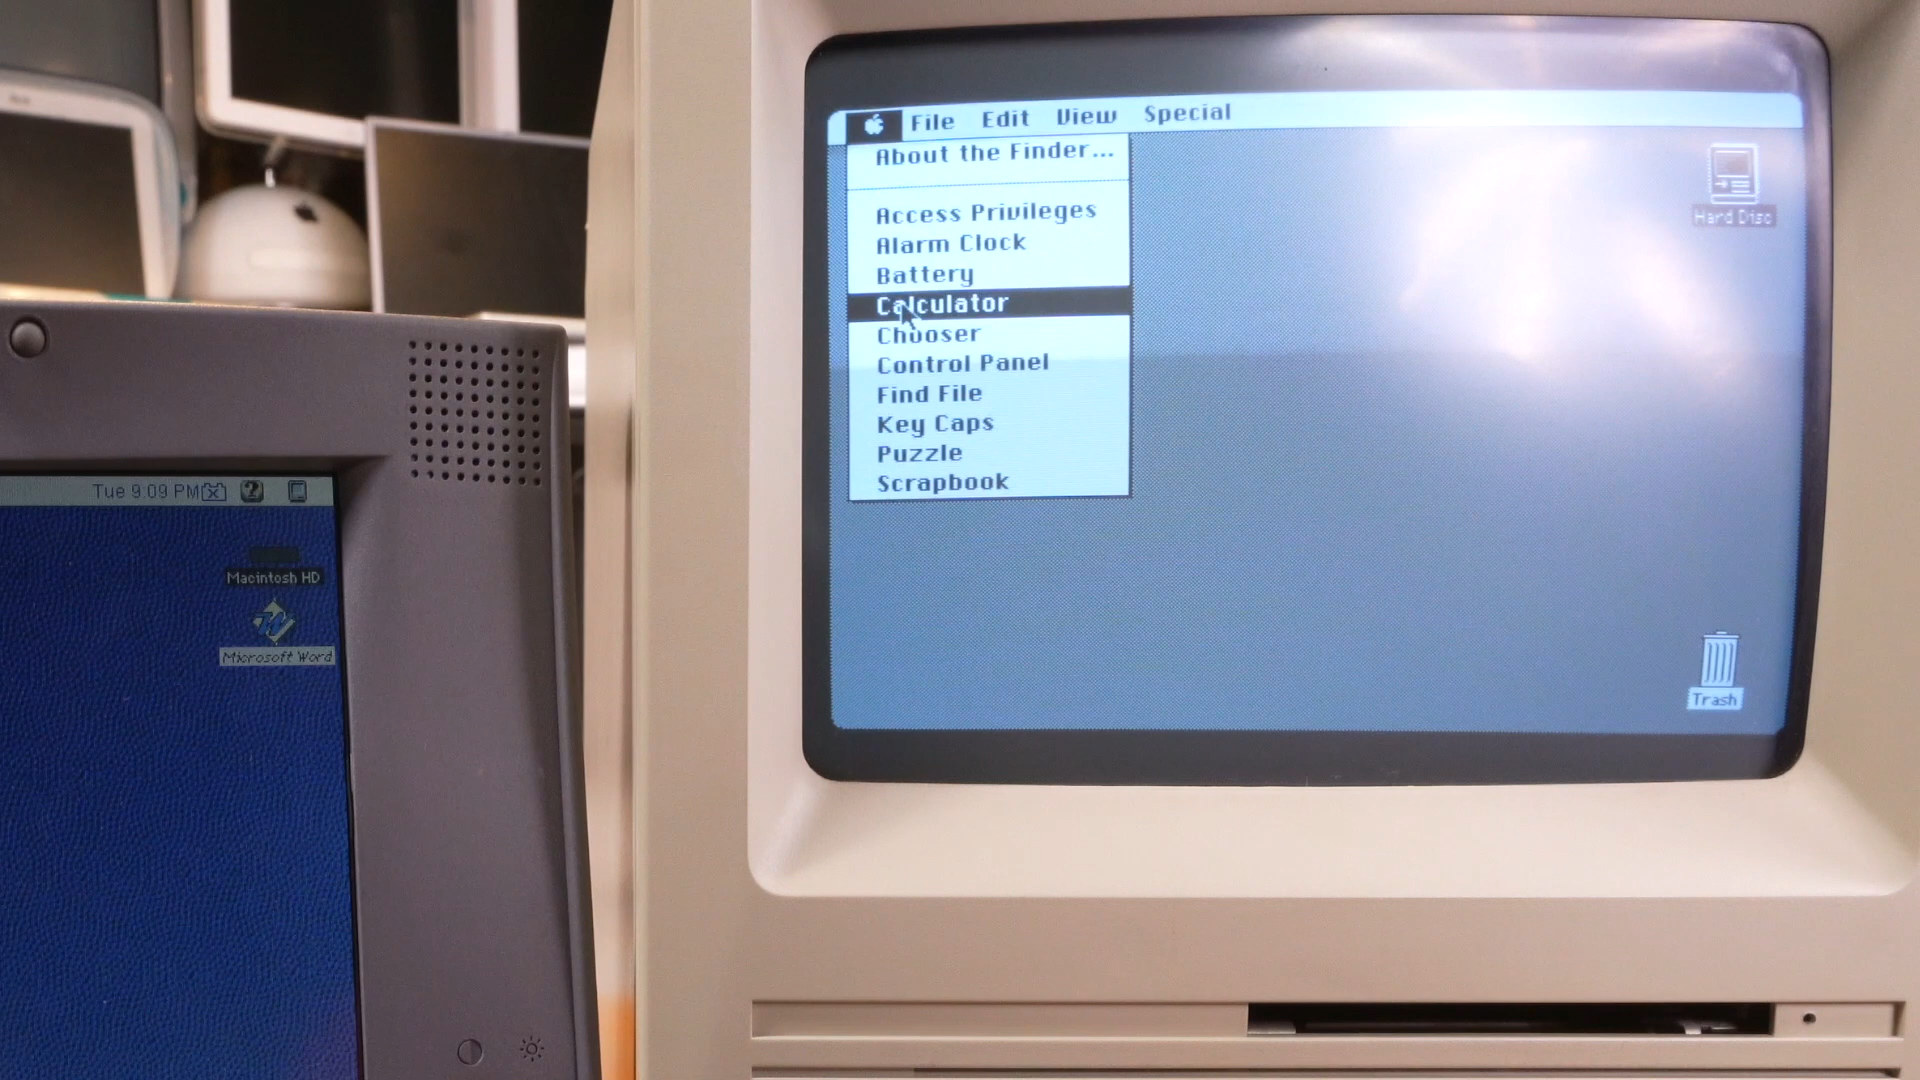 File Edit View Special
About the Finder...
Access Privileges
Alarm Clock
Battery
Calculator
Chooser
Control Panel
Find File
Key Caps
Puzzle
Scrapbook
Hard Disc
Trash
Tue 9:09 PM
Macintosh HD
Microsoft Word